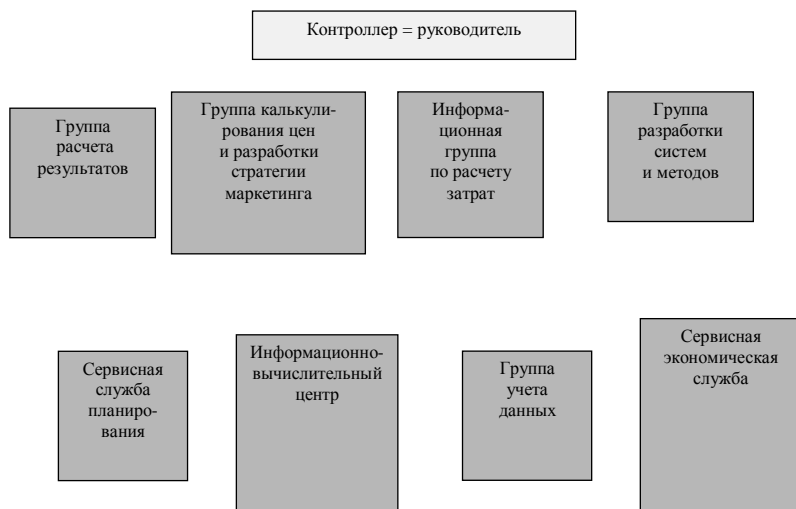 Контроллер = руководитель
Группа
расчета
результатов
Группа калькули-
рования цен
и разработки
стратегии
маркетинга
Информа-
ционная
группа
по расчету
затрат
Группа
разработки
систем
и методов
Сервисная
служба
планиро-
вания
Информационно-
вычислительный
центр
Группа
учета
данных
Сервисная
экономическая
служба